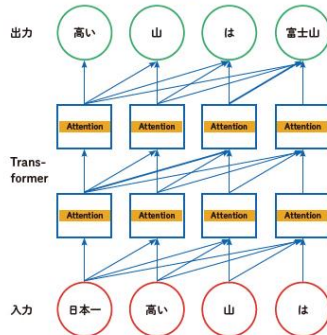 出力
高い
山
は
富士山
Attention
Attention
Attention
Attention
Trans-
former
Attention
Attention
Attention
Attention
入力
日本一
高い
山
は